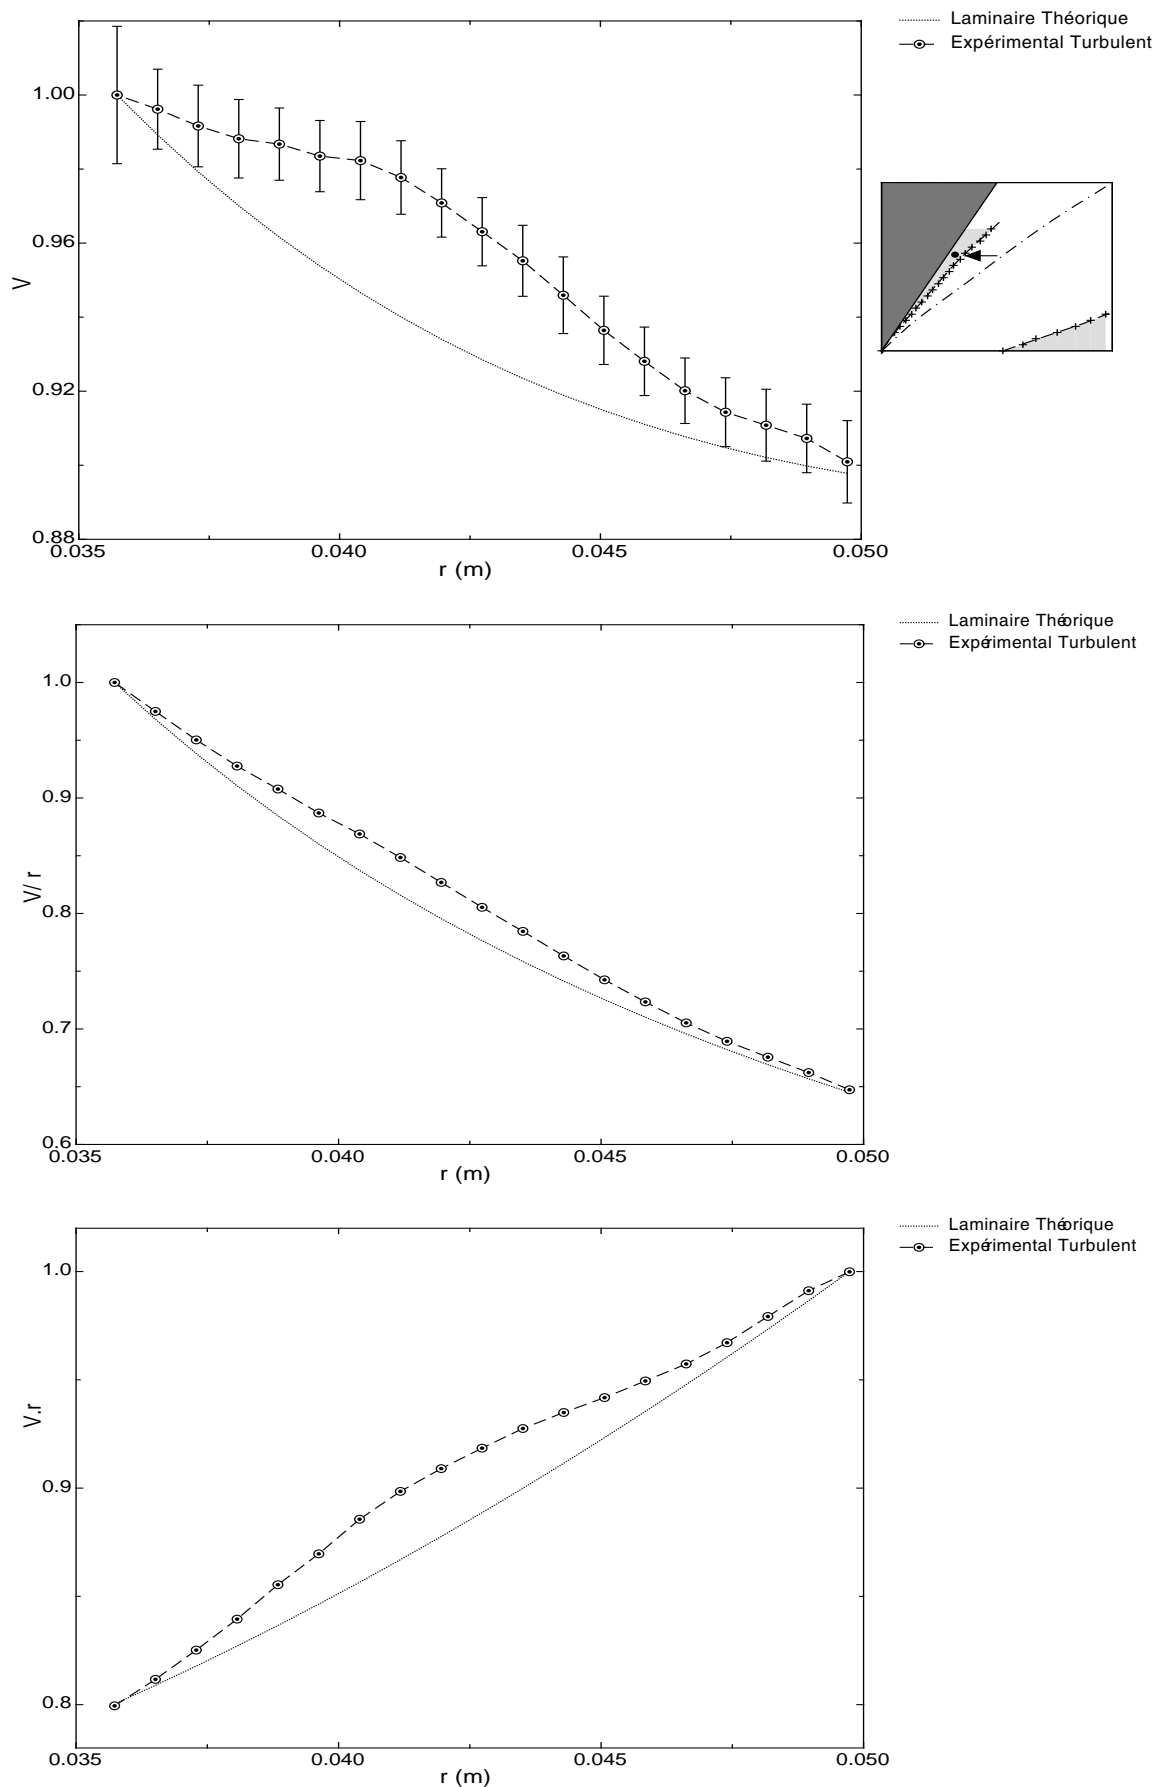 Laminaire Théorique
Expérimental Turbulent
1.00
0.96
0.92
0.88
V
0.035
0.040
0.045
0.050
r (m)
Laminaire Théorique
Expérimental Turbulent
1.0
0.9
0.8
0.7
0.6
V/ r
0.035
0.040
0.045
0.050
r (m)
Laminaire Théorique
Expérimental Turbulent
1.0
0.9
0.8
V.r
0.035
0.040
0.045
0.050
r (m)